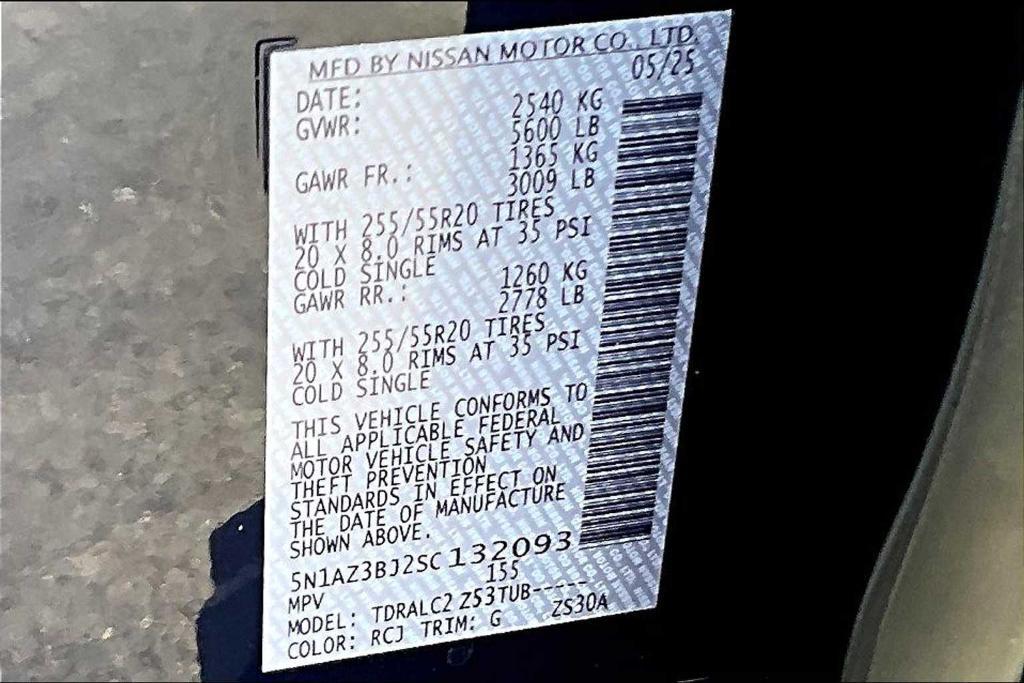 MFD BY NISSAN MOTOR CO., LTD.
DATE: 05/25
GVWR: 2540 KG
5600 LB
1365 KG
GAWR FR.: 3009 LB
WITH 255/55R20 TIRES
20 X 8.0 RIMS AT 35 PSI
COLD SINGLE
GAWR RR.: 1260 KG
2778 LB
WITH 255/55R20 TIRES
20 X 8.0 RIMS AT 35 PSI
COLD SINGLE
THIS VEHICLE CONFORMS TO
ALL APPLICABLE FEDERAL
MOTOR VEHICLE SAFETY AND
THEFT PREVENTION
STANDARDS IN EFFECT ON
THE DATE OF MANUFACTURE
SHOWN ABOVE.
5N1AZ3BJ2SC132093
MPV 155
MODEL: TDRALC2 Z53TUB-----
COLOR: RCJ TRIM: G ZS30A